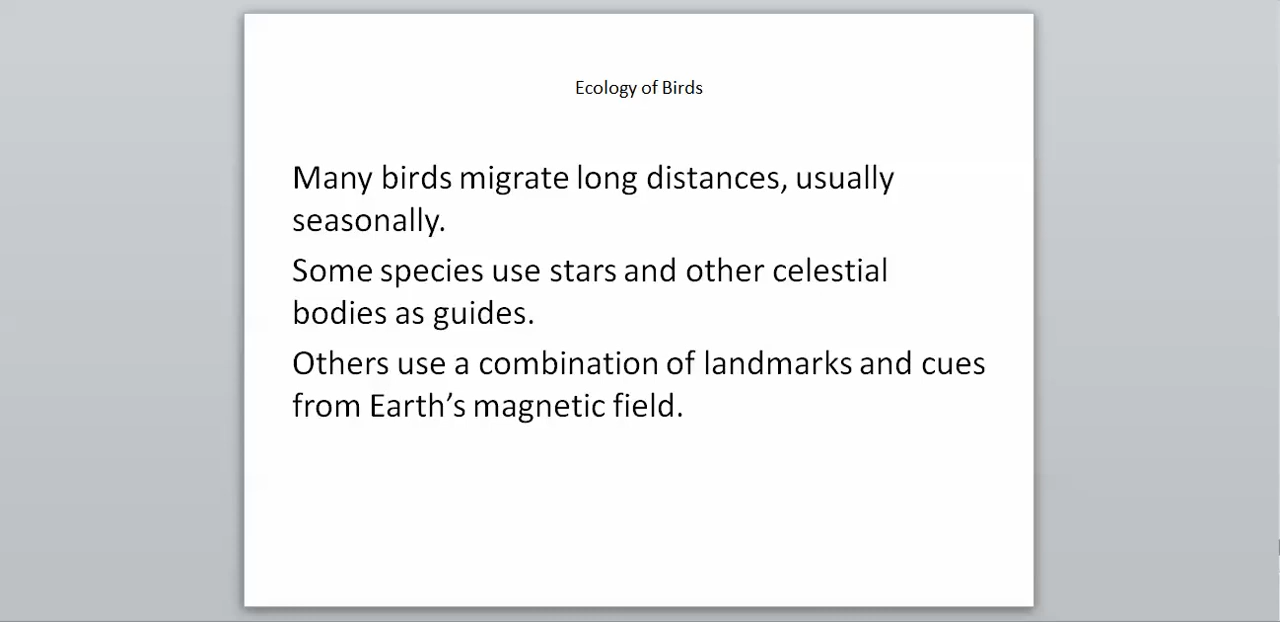 Ecology of Birds
Many birds migrate long distances, usually
seasonally.
Some species use stars and other celestial
bodies as guides.
Others use a combination of landmarks and cues
from Earth’s magnetic field.